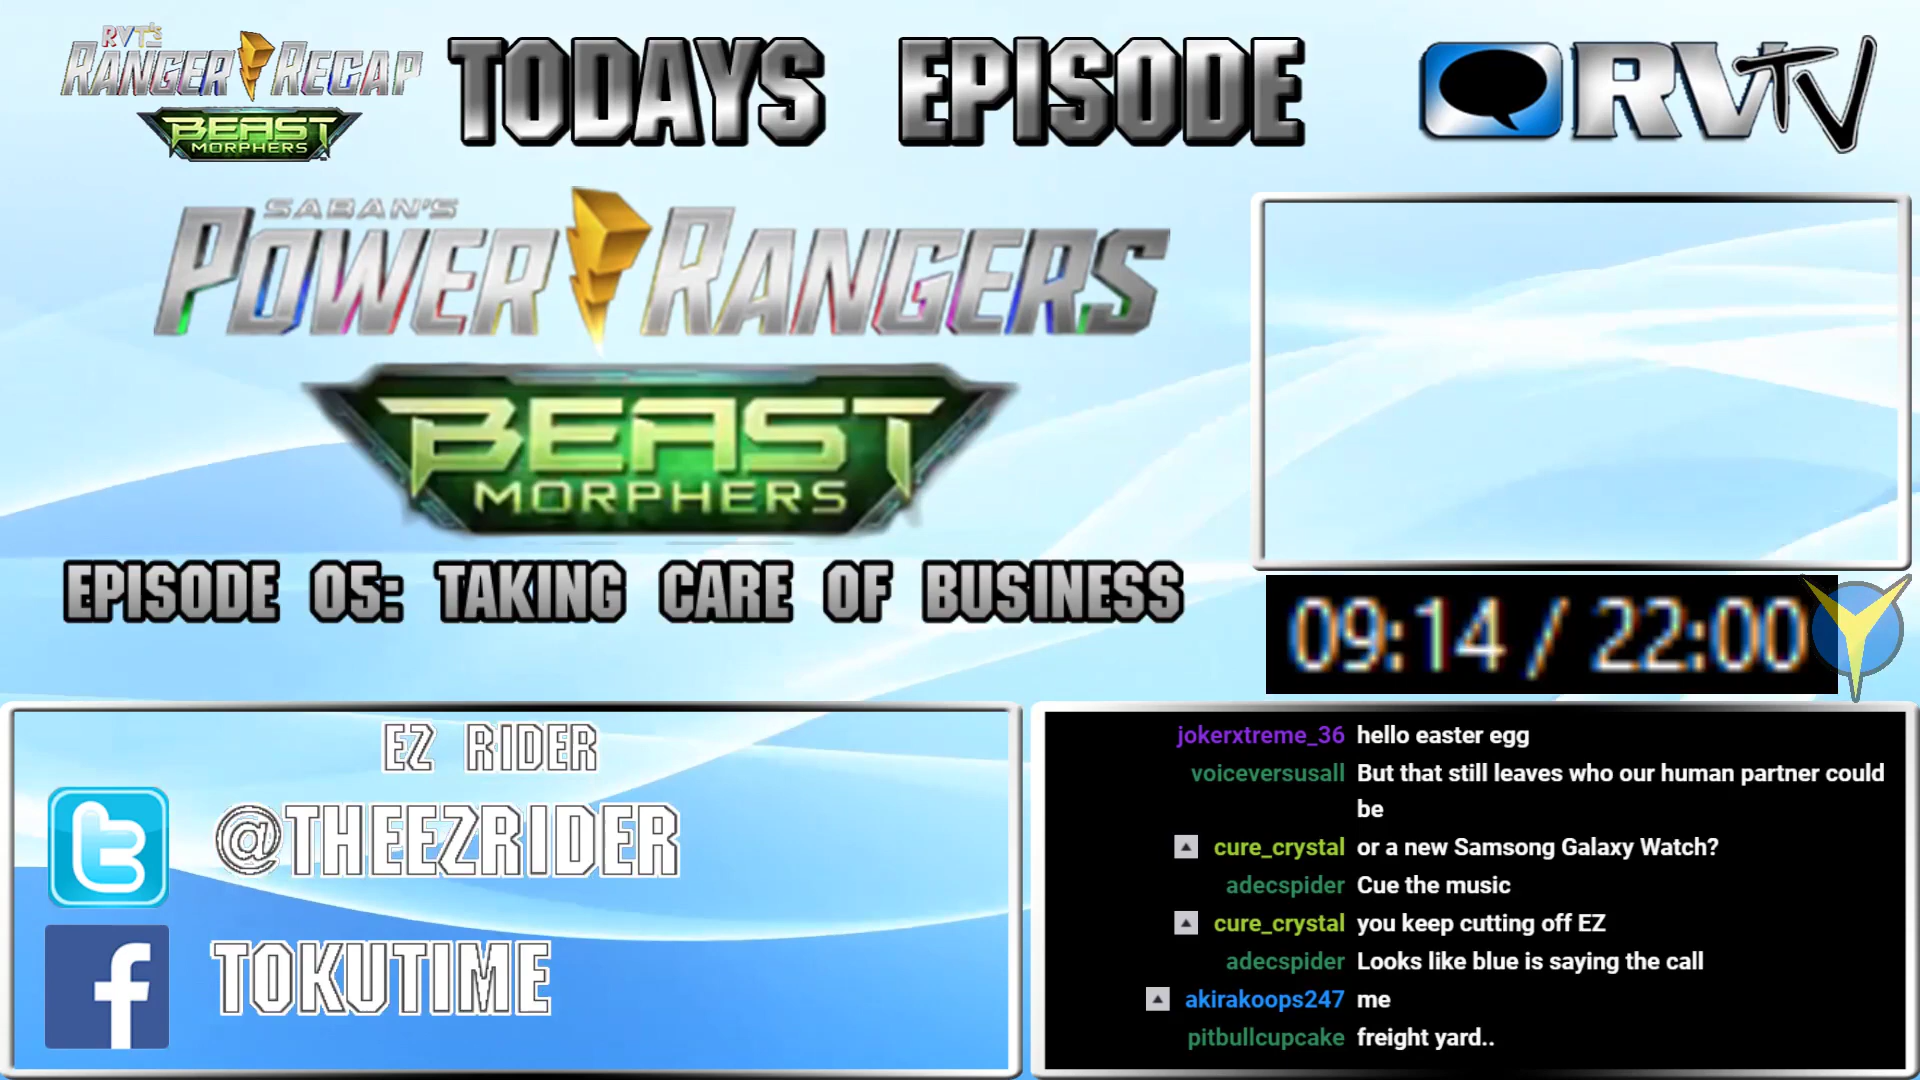 RVT's
RANGER RECAP
BEAST
MORPHERS
TODAYS EPISODE
RVTV
SABAN'S
POWER RANGERS
BEAST
MORPHERS
EPISODE 05: TAKING CARE OF BUSINESS
09:14 / 22:00
EZ RIDER
@THEEZRIDER
TOKUTIME
jokerxtreme_36 hello easter egg
voiceversusall But that still leaves who our human partner could
be
cure_crystal or a new Samsong Galaxy Watch?
adecspider Cue the music
cure_crystal you keep cutting off EZ
adecspider Looks like blue is saying the call
akirakoops247 me
pitbullcupcake freight yard..